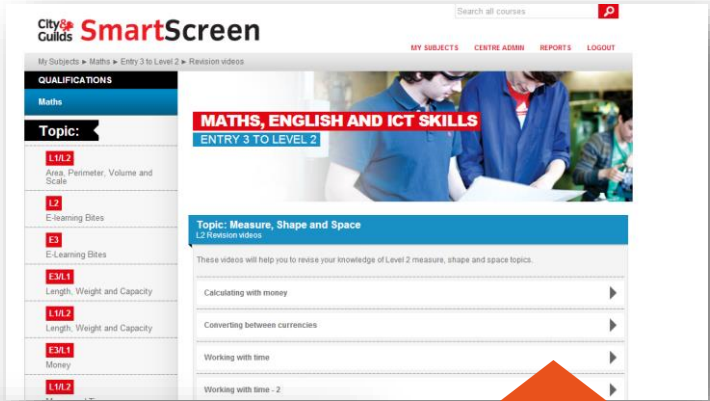 City& Guilds SmartScreen
Search all courses
MY SUBJECTS CENTRE ADMIN REPORTS LOGOUT
My Subjects ► Maths ► Entry 3 to Level 2 ► Revision videos
QUALIFICATIONS
Maths
Topic:
L1/L2
Area, Perimeter, Volume and
Scale
L2
E-learning Bites
E3
E-Learning Bites
E3/L1
Length, Weight and Capacity
L1/L2
Length, Weight and Capacity
E3/L1
Money
L1/L2
MATHS, ENGLISH AND ICT SKILLS
ENTRY 3 TO LEVEL 2
Topic: Measure, Shape and Space
L2 Revision videos
These videos will help you to revise your knowledge of Level 2 measure, shape and space topics.
Calculating with money
Converting between currencies
Working with time
Working with time - 2